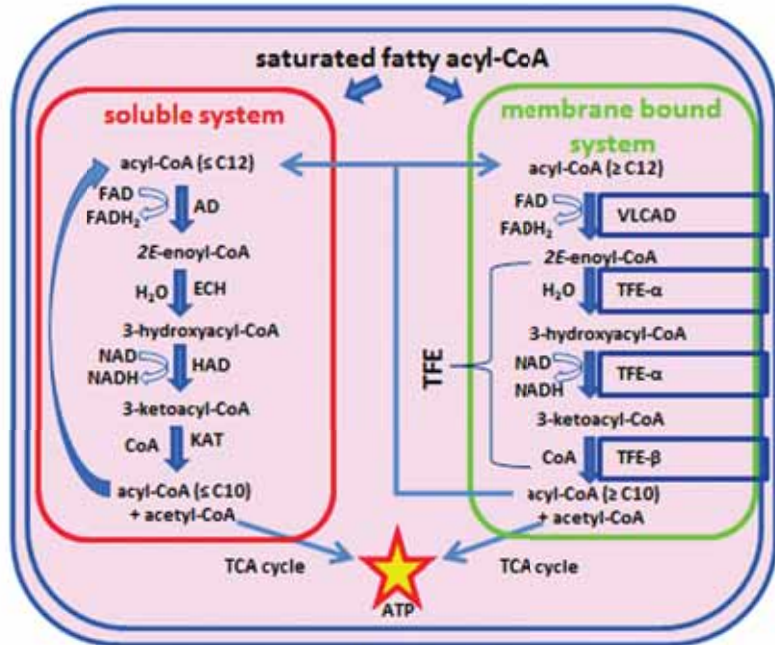 saturated fatty acyl-CoA
soluble system
acyl-CoA (≤ C12)
FAD
FADH₂
AD
2E-enoyl-CoA
H₂O
ECH
3-hydroxyacyl-CoA
NAD
NADH
HAD
3-ketoacyl-CoA
CoA
KAT
acyl-CoA (≤ C10)
+ acetyl-CoA
TCA cycle
membrane bound
system
acyl-CoA (≥ C12)
FAD
FADH₂
VLCAD
2E-enoyl-CoA
H₂O
TFE-α
3-hydroxyacyl-CoA
NAD
NADH
TFE-α
3-ketoacyl-CoA
CoA
TFE-β
acyl-CoA (≥ C10)
+ acetyl-CoA
TFE
TCA cycle
ATP